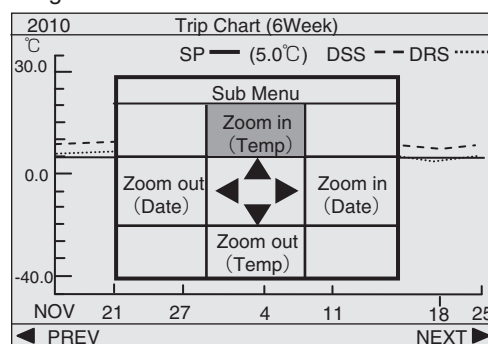 2010 Trip Chart (6Week)
℃ SP (5.0℃) DSS DRS
30.0
Sub Menu
Zoom in
(Temp)
0.0
Zoom out
(Date)
Zoom in
(Date)
Zoom out
(Temp)
-40.0
NOV 21 27 4 11 18 25
PREV NEXT